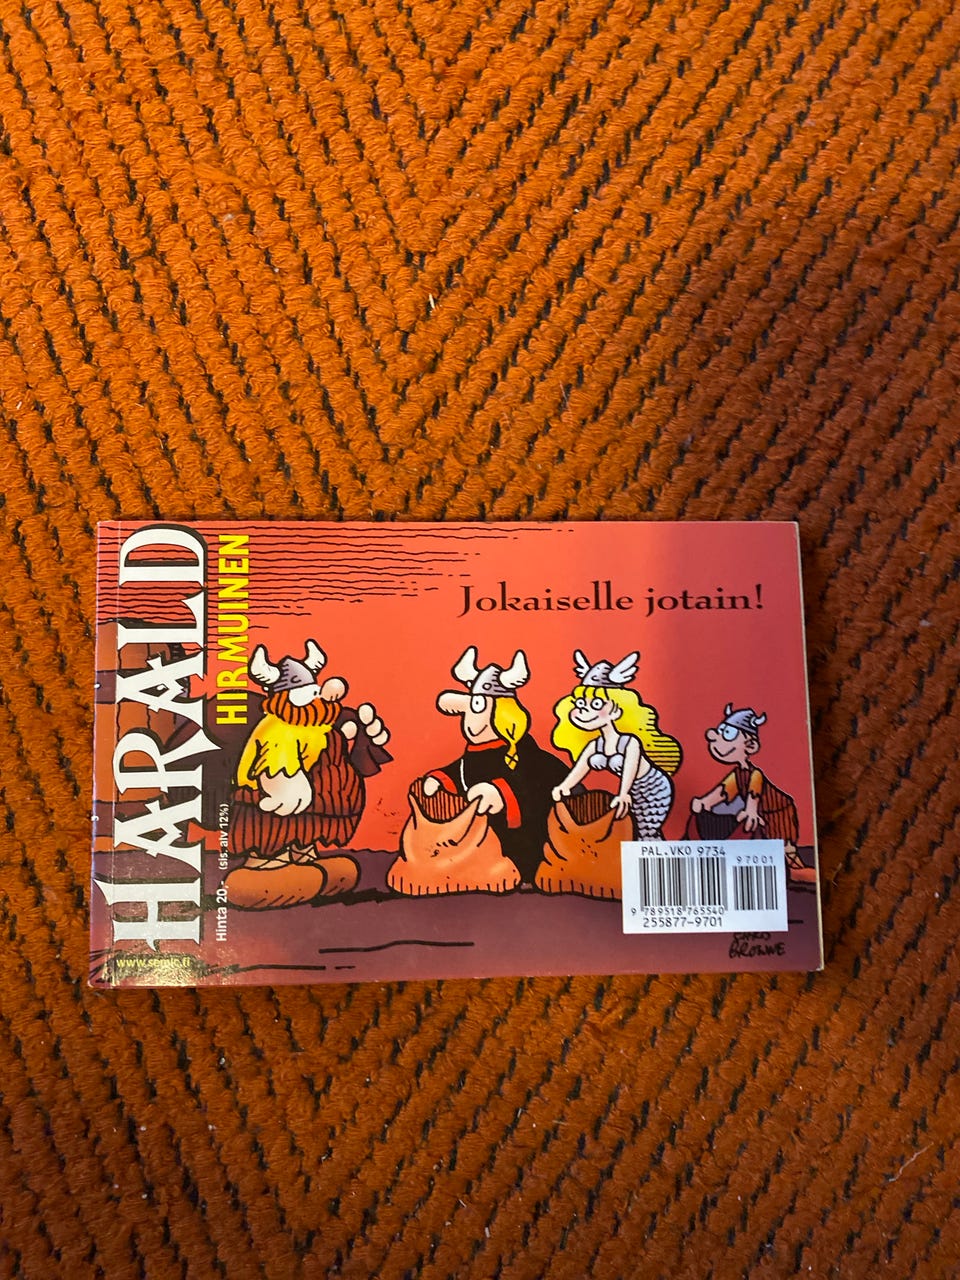 HARALD
HIRMUINEN
Jokaiselle jotain!
Hinta 20,- (sis. alv 12%)
www.semic.fi
PAL.VKO 9734
97001
9 789518 765540
255877-9701
BROWNE